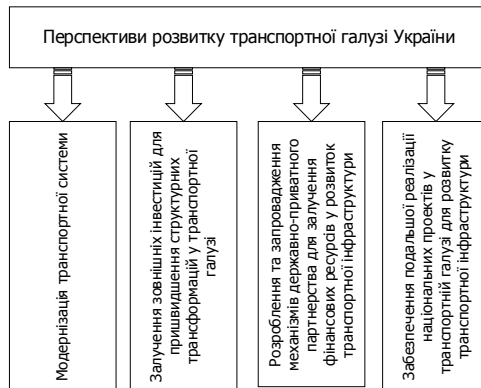 Перспективи розвитку транспортної галузі України
Модернізація транспортної системи
Залучення зовнішніх інвестицій для
пришвидшення структурних
трансформацій у транспортної
галузі
Розроблення та запровадження
механізмів державно-приватного
партнерства для залучення
фінансових ресурсів у розвиток
транспортної інфраструктури
Забезпечення подальшої реалізації
національних проектів у
транспортній галузі для розвитку
транспортної інфраструктури